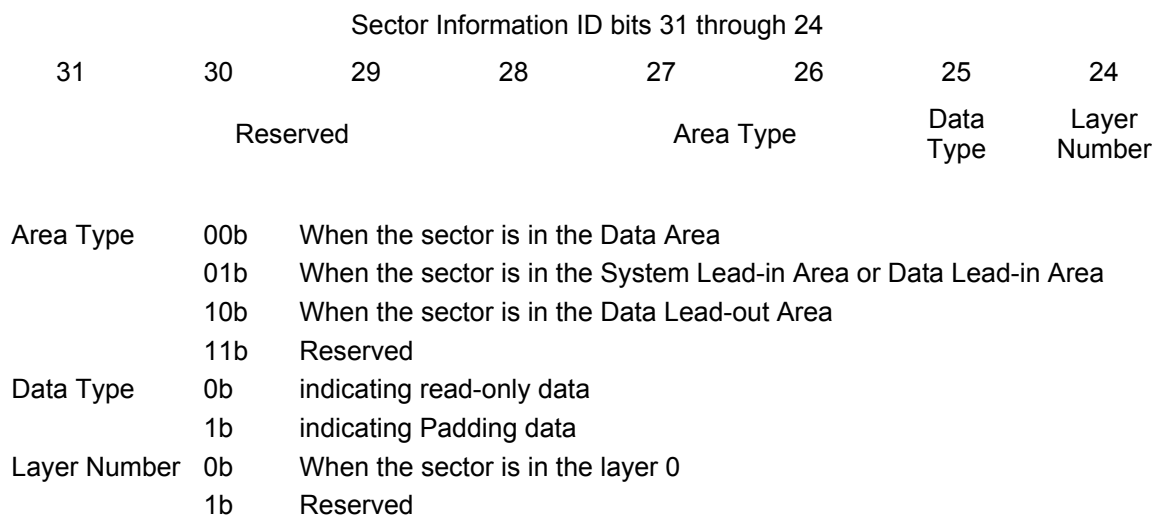 Sector Information ID bits 31 through 24
31 30 29 28 27 26 25 24
Reserved Area Type Data Type Layer Number
Area Type 00b When the sector is in the Data Area
01b When the sector is in the System Lead-in Area or Data Lead-in Area
10b When the sector is in the Data Lead-out Area
11b Reserved
Data Type 0b indicating read-only data
1b indicating Padding data
Layer Number 0b When the sector is in the layer 0
1b Reserved